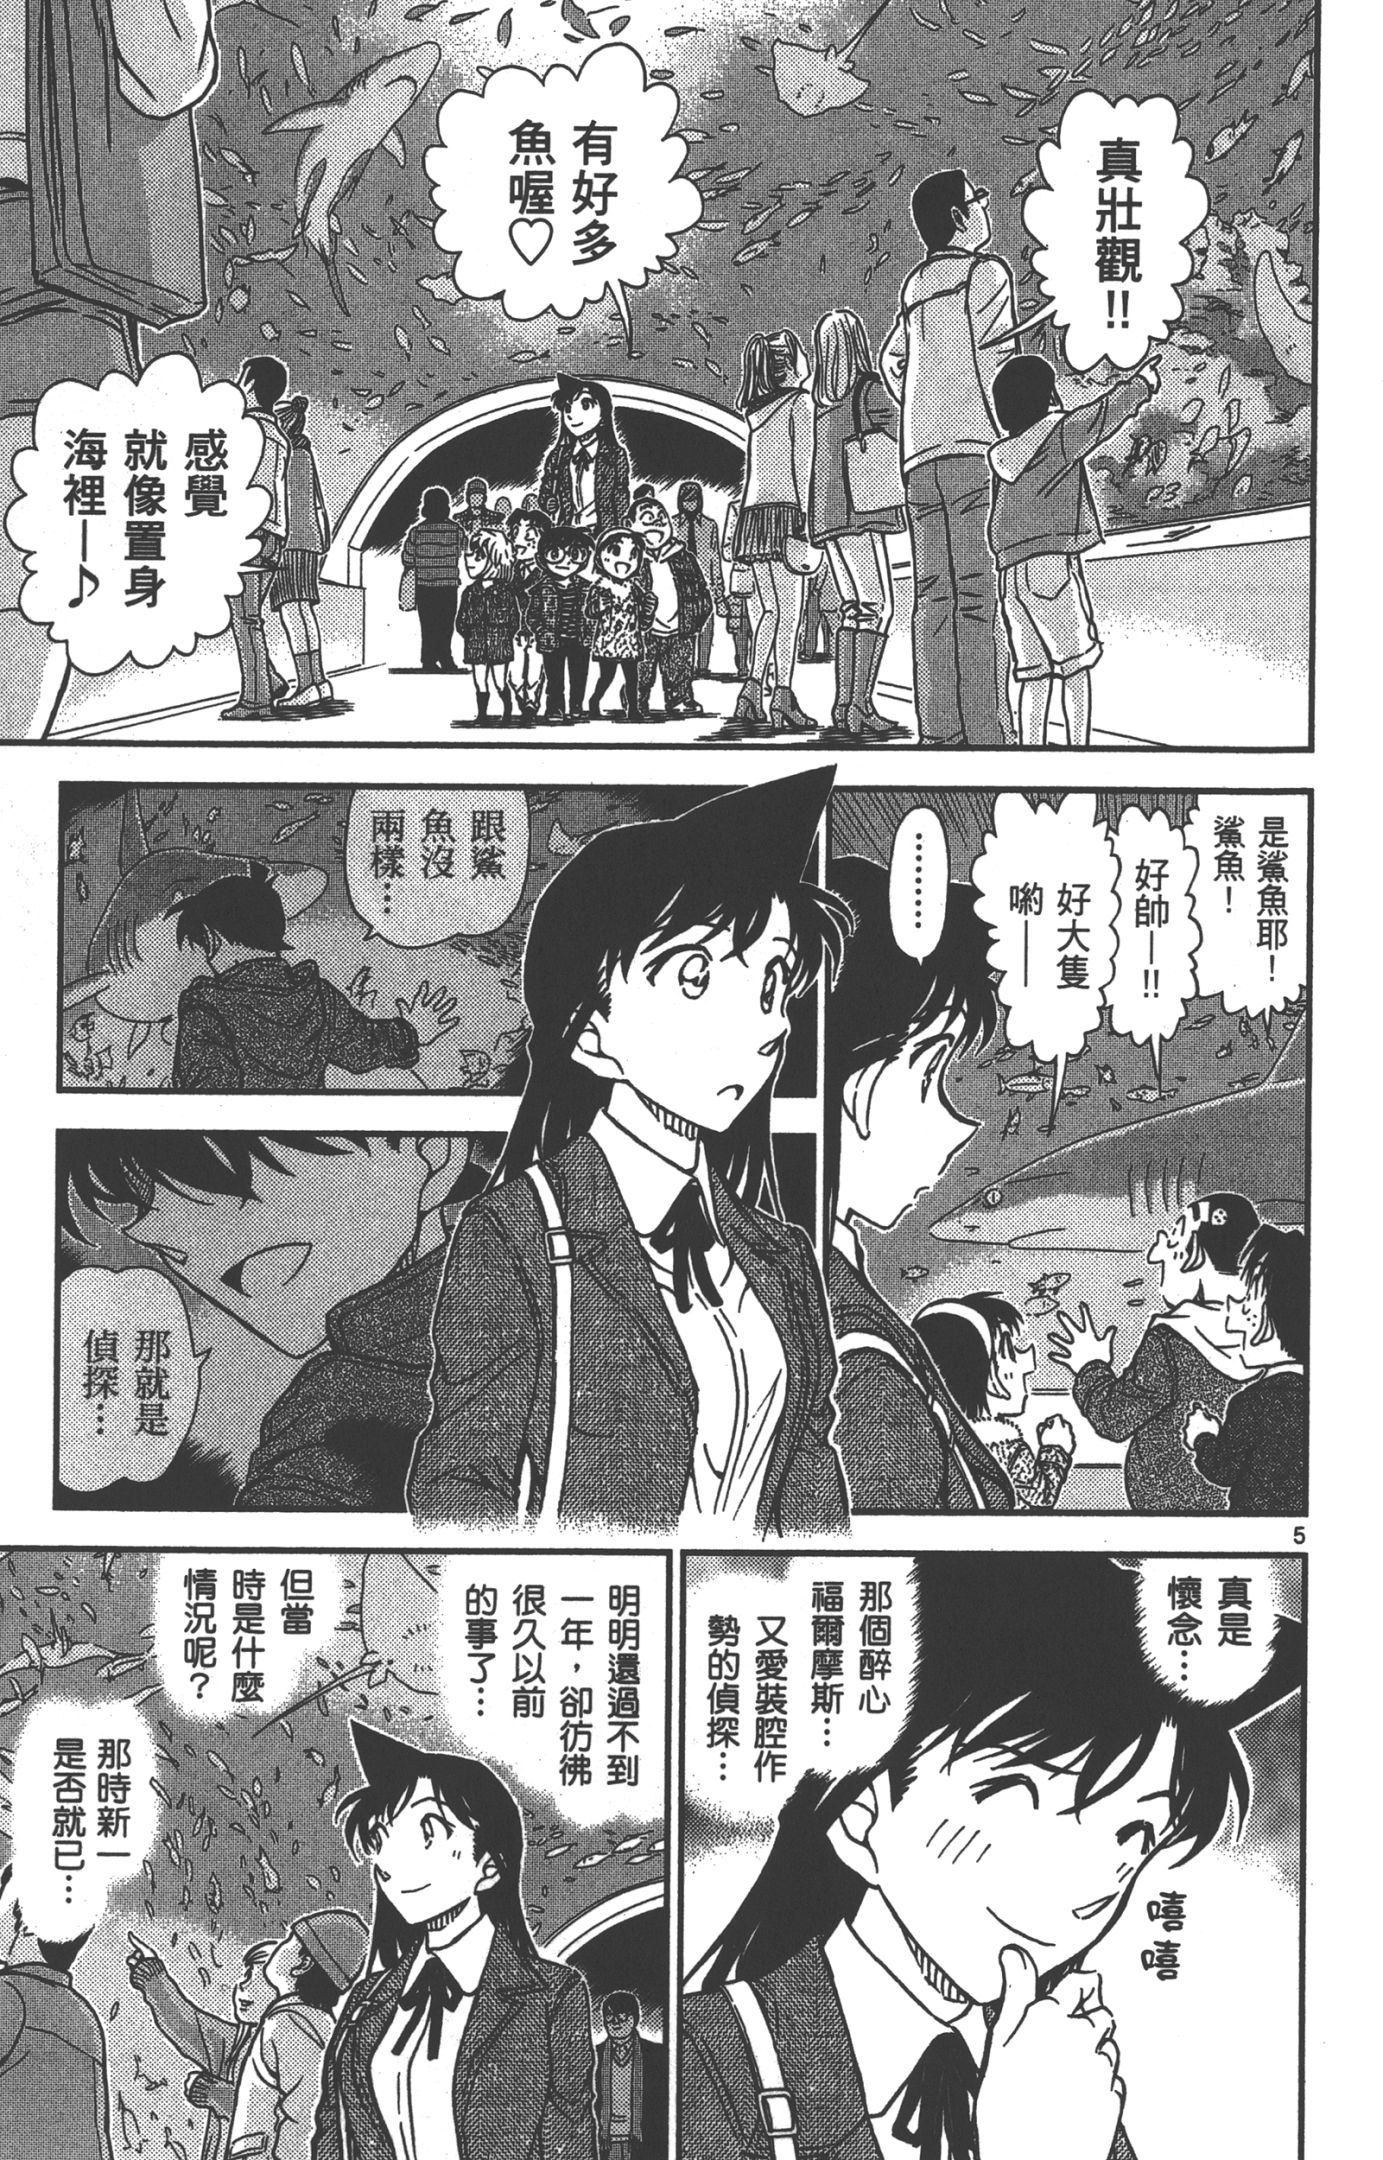 真壯觀!!
有好多
魚喔♡
感覺
就像置身
海裡—♪
是鯊魚耶!
鯊魚!
好帥—!!
好大隻
喲—
………
跟鯊
魚沒
兩樣…
那就是
偵探…
5
真是
懷念…
那個醉心
福爾摩斯…
又愛裝腔作
勢的偵探…
嘻
嘻
明明還過不到
一年,卻彷彿
很久以前
的事了…
但當
時是什麼
情況呢?
那時新一
是否就已…